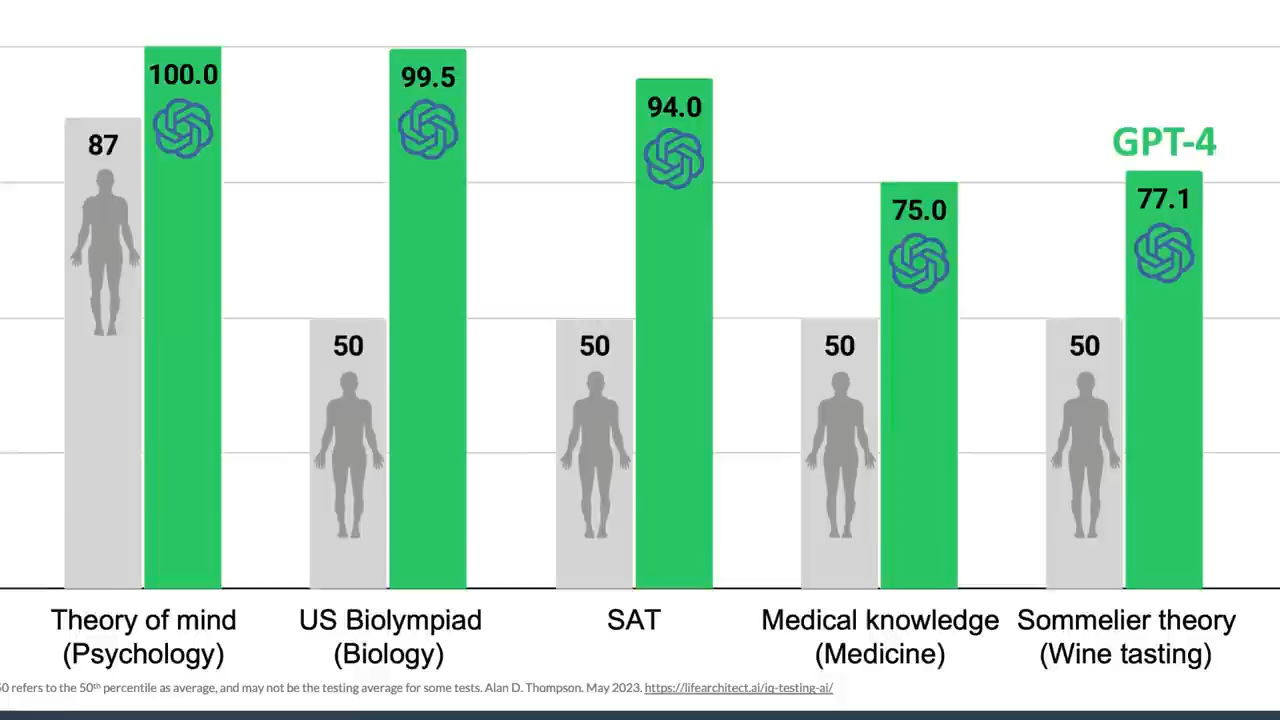 100.0
99.5
94.0
GPT-4
87
77.1
75.0
50
50
50
50
Theory of mind
(Psychology)
US Biolympiad
(Biology)
SAT
Medical knowledge
(Medicine)
Sommelier theory
(Wine tasting)
50 refers to the 50th percentile as average, and may not be the testing average for some tests. Alan D. Thompson. May 2023. https://lifearchitect.ai/iq-testing-ai/